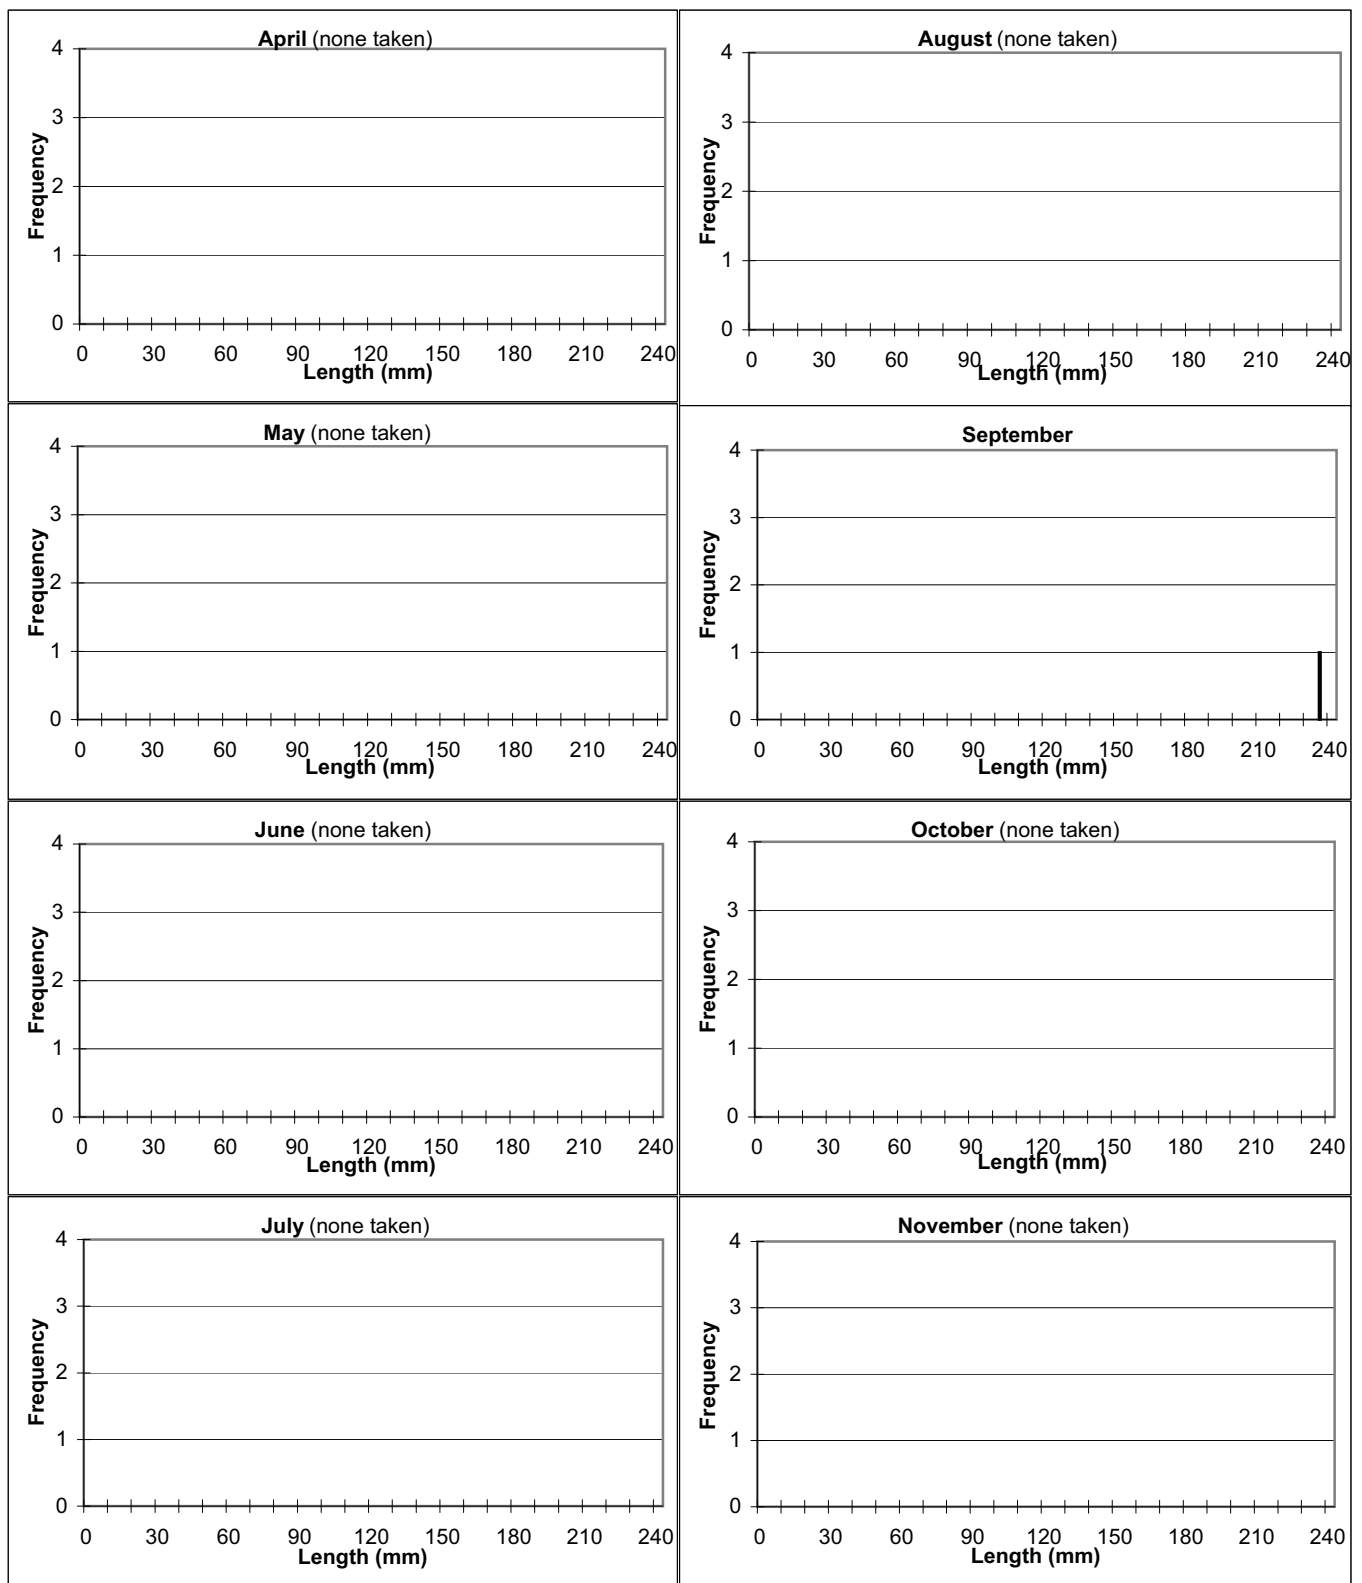 April (none taken)
4
3
2
1
0
Frequency
0 30 60 90 120 150 180 210 240
Length (mm)
August (none taken)
4
3
2
1
0
Frequency
0 30 60 90 120 150 180 210 240
Length (mm)
May (none taken)
4
3
2
1
0
Frequency
0 30 60 90 120 150 180 210 240
Length (mm)
September
4
3
2
1
0
Frequency
0 30 60 90 120 150 180 210 240
Length (mm)
June (none taken)
4
3
2
1
0
Frequency
0 30 60 90 120 150 180 210 240
Length (mm)
October (none taken)
4
3
2
1
0
Frequency
0 30 60 90 120 150 180 210 240
Length (mm)
July (none taken)
4
3
2
1
0
Frequency
0 30 60 90 120 150 180 210 240
Length (mm)
November (none taken)
4
3
2
1
0
Frequency
0 30 60 90 120 150 180 210 240
Length (mm)